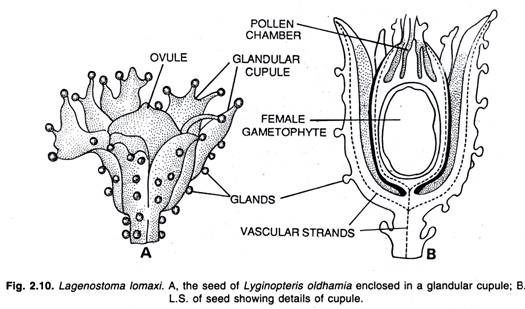 POLLEN
CHAMBER
OVULE
GLANDULAR
CUPULE
FEMALE
GAMETOPHYTE
GLANDS
VASCULAR STRANDS
A
B
Fig. 2.10. Lagenostoma lomaxi. A, the seed of Lyginopteris oldhamia enclosed in a glandular cupule; B.
L.S. of seed showing details of cupule.